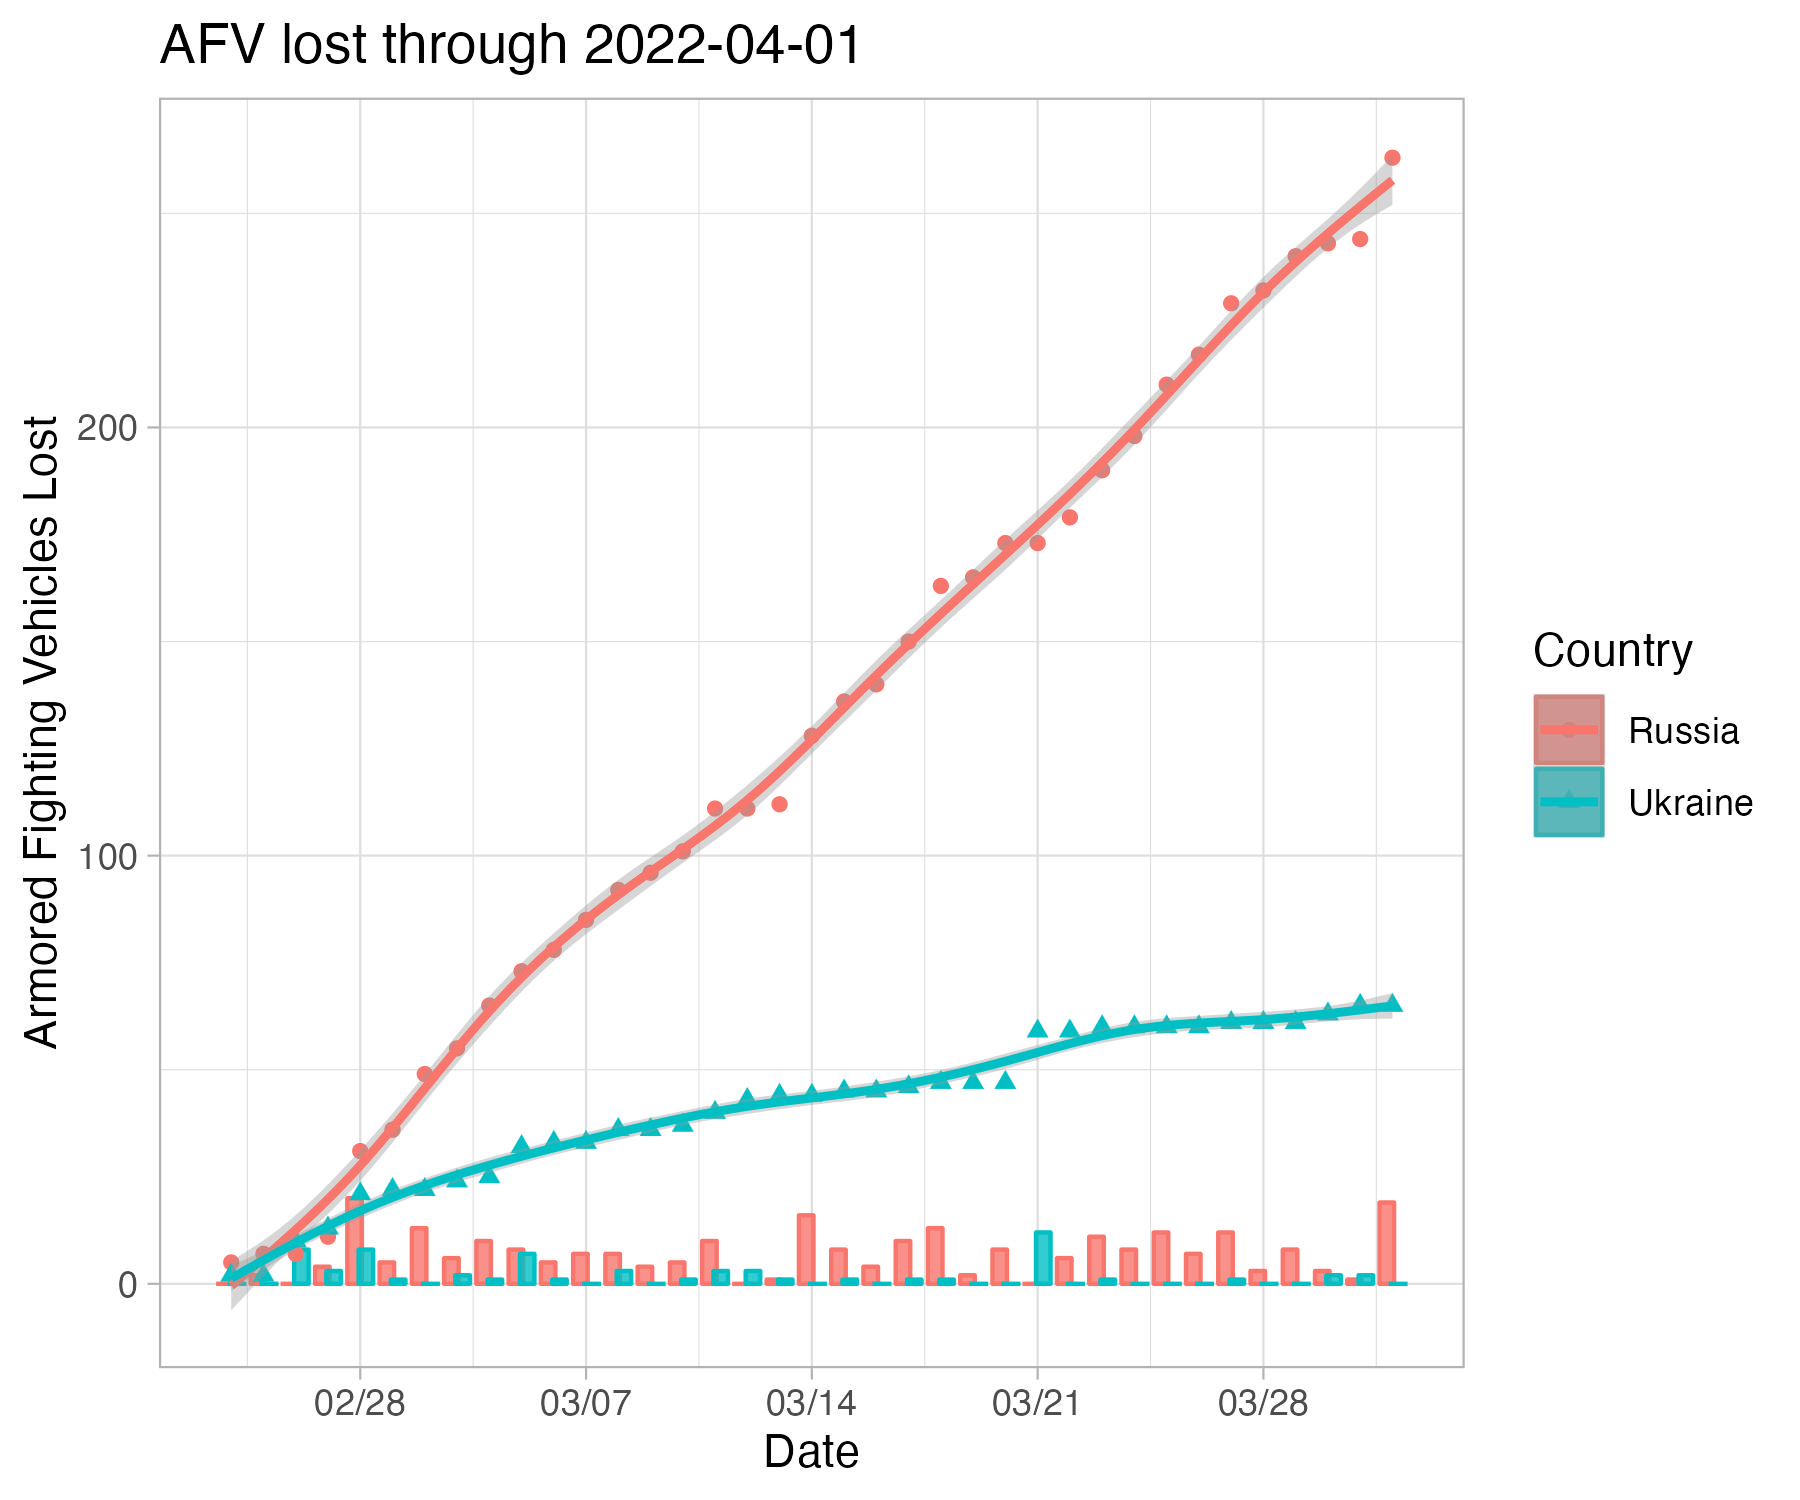 AFV lost through 2022-04-01
Armored Fighting Vehicles Lost
200
100
0
02/28
03/07
03/14
03/21
03/28
Date
Country
Russia
Ukraine